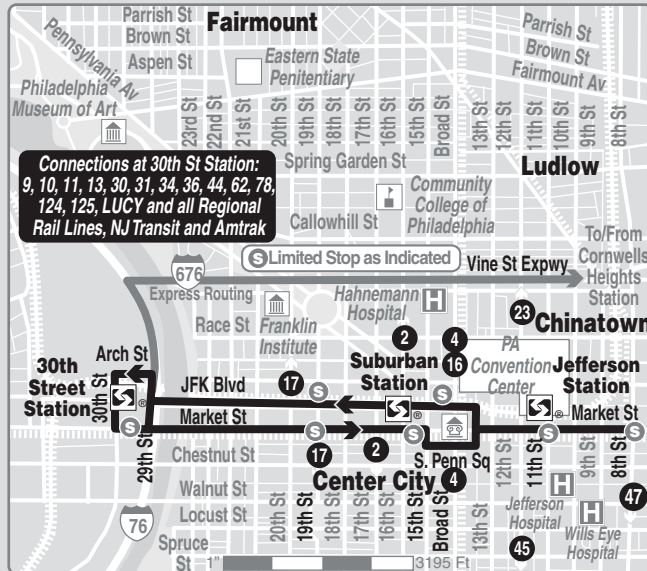 Parrish St
Brown St
Aspen St
Pennsylvania Av
Fairmount
Eastern State
Penitentiary
Parrish St
Brown St
Fairmount Av
Philadelphia
Museum of Art
23rd St
22nd St
21st St
20th St
19th St
18th St
17th St
16th St
15th St
Broad St
13th St
12th St
11th St
10th St
9th St
8th St
Spring Garden St
Ludlow
Connections at 30th St Station:
9, 10, 11, 13, 30, 31, 34, 36, 44, 62, 78,
124, 125, LUCY and all Regional
Rail Lines, NJ Transit and Amtrak
Community
College of
Philadelphia
Callowhill St
S Limited Stop as Indicated
To/From
Cornwells
Heights
Station
676
Vine St Expwy
Express Routing
Race St
Franklin
Institute
Hahnemann
Hospital
H
23
Chinatown
2
4
16
Suburban
Station
PA
Convention
Center
Jefferson
Station
30th
Street
Station
Arch St
30th St
JFK Blvd
17
S
S
®
®
®
Market St
Market St
S
S
S
S
S
29th St
Chestnut St
17
2
S. Penn Sq
Center City
4
Walnut St
Locust St
Spruce
St
76
20th St
19th St
18th St
17th St
16th St
15th St
Broad St
13th St
12th St
11th St
9th St
8th St
Jefferson
Hospital
H
H
Wills Eye
Hospital
47
45
1"
3195 Ft